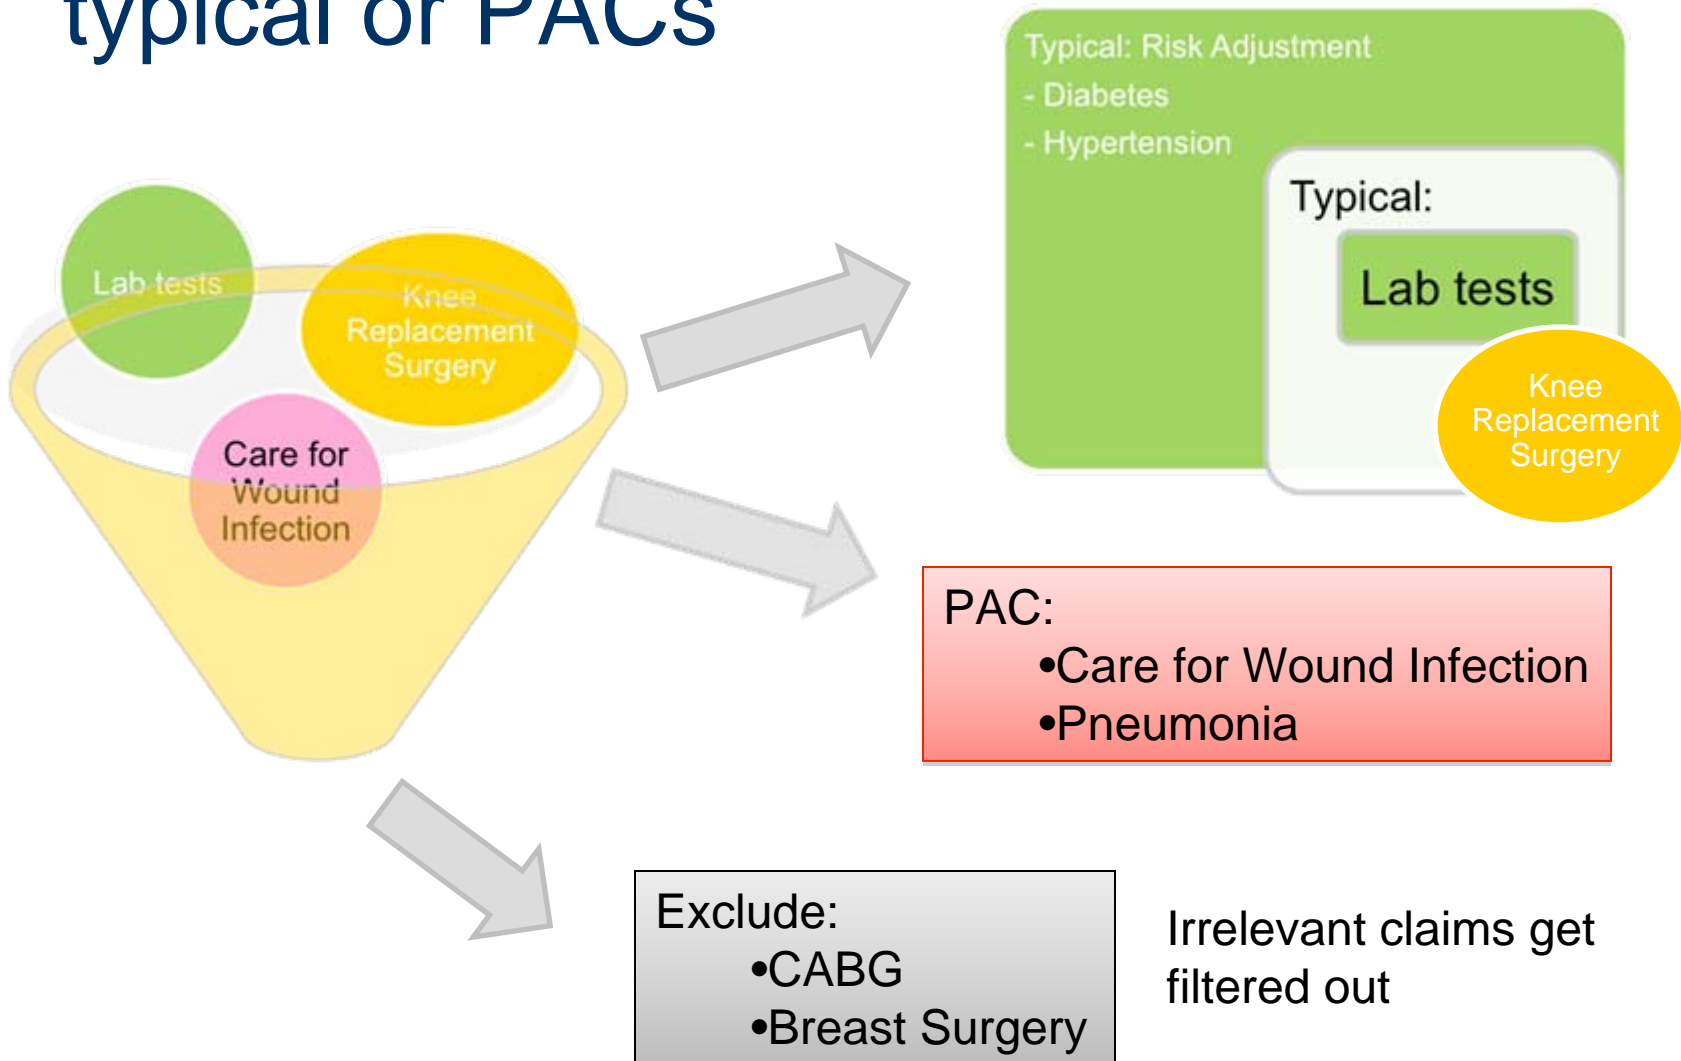 typical or PACs
Typical: Risk Adjustment
- Diabetes
- Hypertension
Typical:
Lab tests
Knee
Replacement
Surgery
Lab tests
Knee
Replacement
Surgery
Care for
Wound
Infection
PAC:
•Care for Wound Infection
•Pneumonia
Exclude:
•CABG
•Breast Surgery
Irrelevant claims get
filtered out